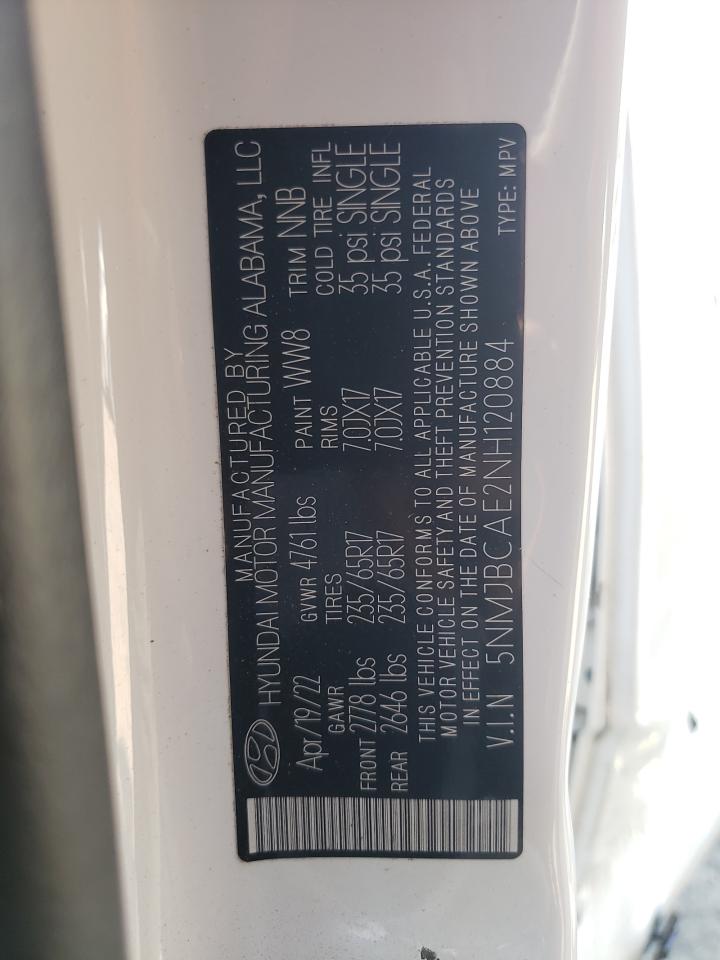 MANUFACTURED BY
HYUNDAI MOTOR MANUFACTURING ALABAMA, LLC
Apr/19/22 GVWR 4761 lbs PAINT WW8 TRIM NNB
GAWR TIRES RIMS COLD TIRE INFL
FRONT 2778 lbs 235/65R17 7.0JX17 35 psi SINGLE
REAR 2646 lbs 235/65R17 7.0JX17 35 psi SINGLE
THIS VEHICLE CONFORMS TO ALL APPLICABLE U.S.A. FEDERAL
MOTOR VEHICLE SAFETY AND THEFT PREVENTION STANDARDS
IN EFFECT ON THE DATE OF MANUFACTURE SHOWN ABOVE
V.I.N 5NMJBCAE2NH120884 TYPE: MPV